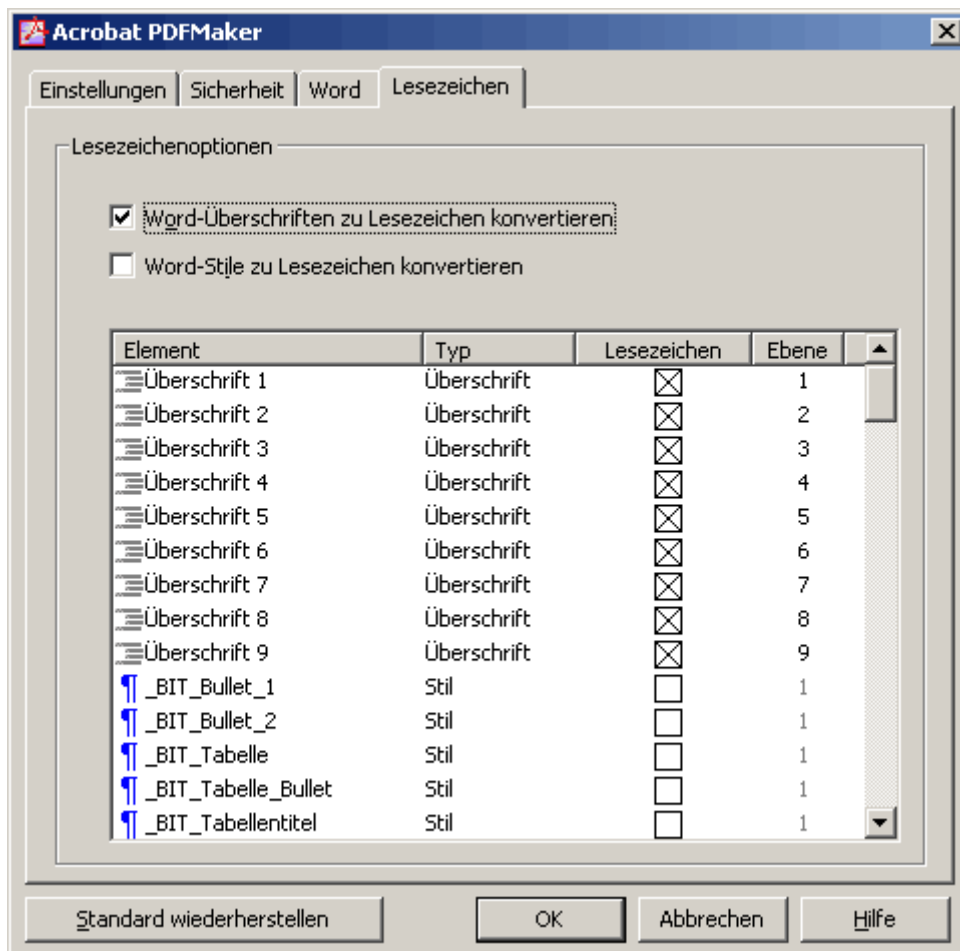 Acrobat PDFMaker
Einstellungen Sicherheit Word Lesezeichen
Lesezeichenoptionen
Word-Überschriften zu Lesezeichen konvertieren
Word-Stile zu Lesezeichen konvertieren
Element Typ Lesezeichen Ebene
Überschrift 1 Überschrift 1
Überschrift 2 Überschrift 2
Überschrift 3 Überschrift 3
Überschrift 4 Überschrift 4
Überschrift 5 Überschrift 5
Überschrift 6 Überschrift 6
Überschrift 7 Überschrift 7
Überschrift 8 Überschrift 8
Überschrift 9 Überschrift 9
¶ _BIT_Bullet_1 Stil 1
¶ _BIT_Bullet_2 Stil 1
¶ _BIT_Tabelle Stil 1
¶ _BIT_Tabelle_Bullet Stil 1
¶ _BIT_Tabellentitel Stil 1
Standard wiederherstellen OK Abbrechen Hilfe